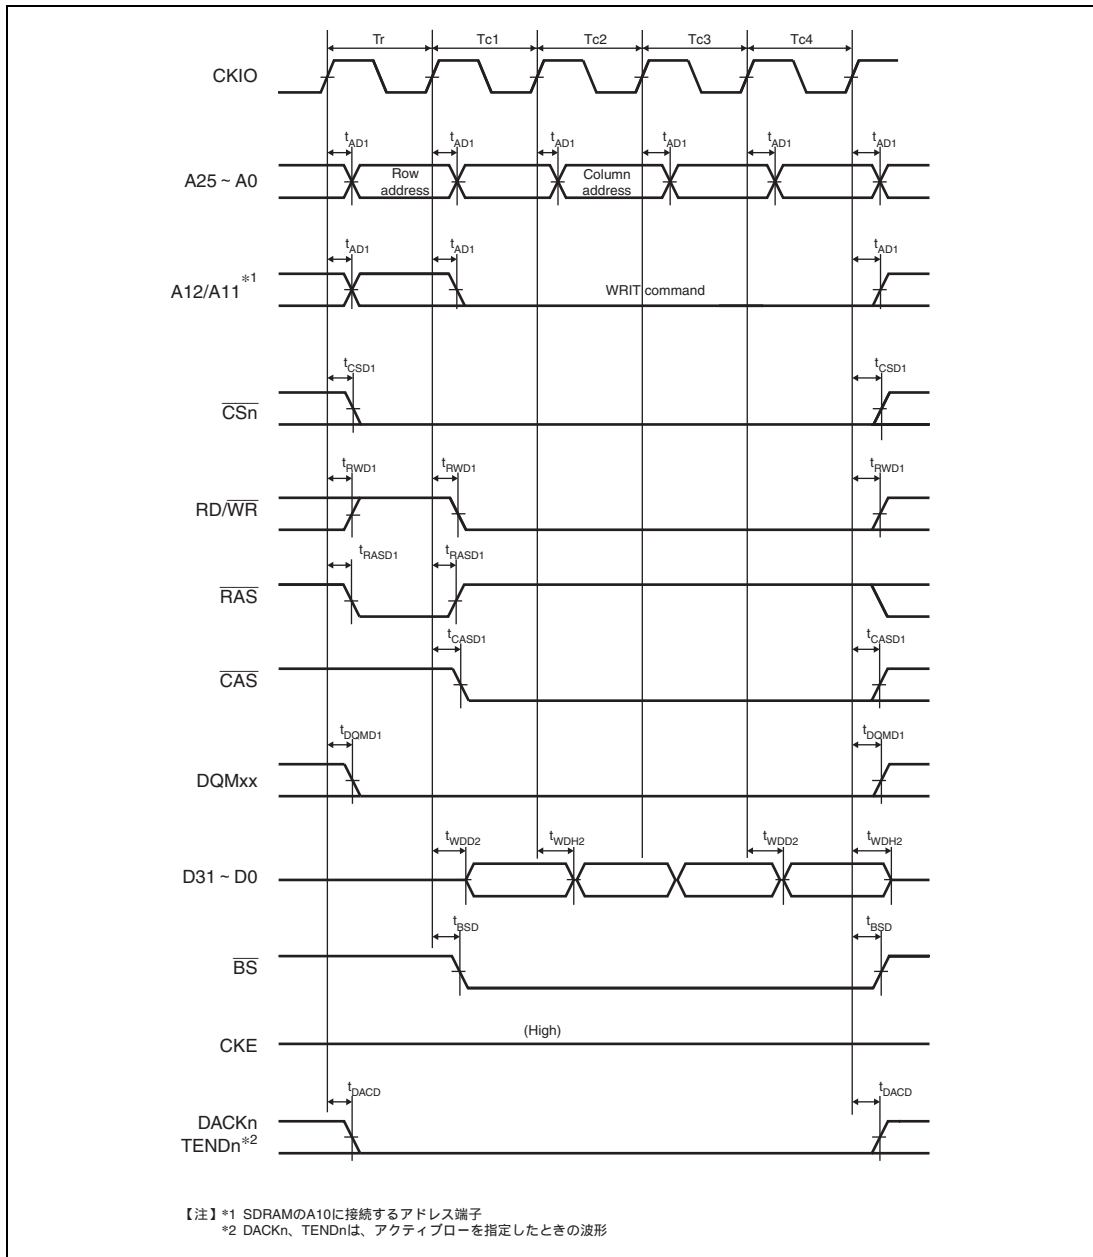 Tr Tc1 Tc2 Tc3 Tc4
CKIO
tAD1 tAD1 tAD1 tAD1 tAD1 tAD1
A25 ~ A0
Row
address
Column
address
tAD1 tAD1 tAD1
A12/A11 *1
WRIT command
tCSD1 tCSD1
CSn
tRWD1 tRWD1 tRWD1
RD/WR
tRASD1 tRASD1
RAS
tCASD1 tCASD1
CAS
tDQMD1 tDQMD1
DQMxx
tWDD2 tWDH2 tWDD2 tWDH2
D31 ~ D0
tBSD tBSD
BS
(High)
CKE
tDACD tDACD
DACKn
TENDn*2
【注】*1 SDRAMのA10に接続するアドレス端子
*2 DACKn、TENDnは、アクティブローを指定したときの波形